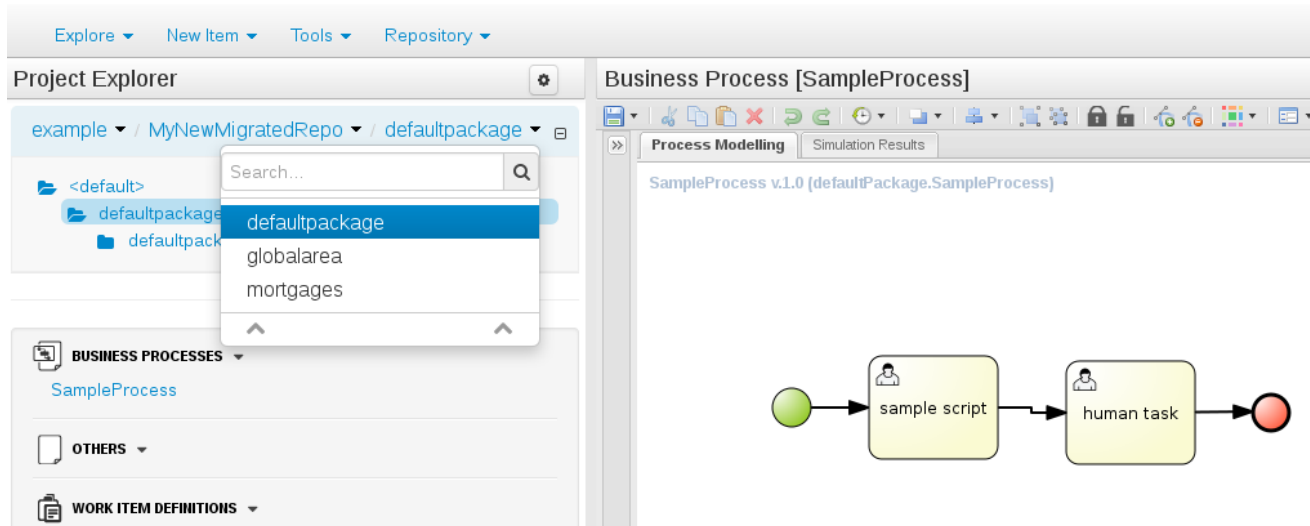 Explore New Item Tools Repository
Project Explorer
example / MyNewMigratedRepo / defaultpackage
Search...
<default>
defaultpackage
defaultpack
defaultpackage
globalarea
mortgages
BUSINESS PROCESSES
SampleProcess
OTHERS
WORK ITEM DEFINITIONS
Business Process [SampleProcess]
Process Modelling Simulation Results
SampleProcess v.1.0 (defaultPackage.SampleProcess)
sample script
human task